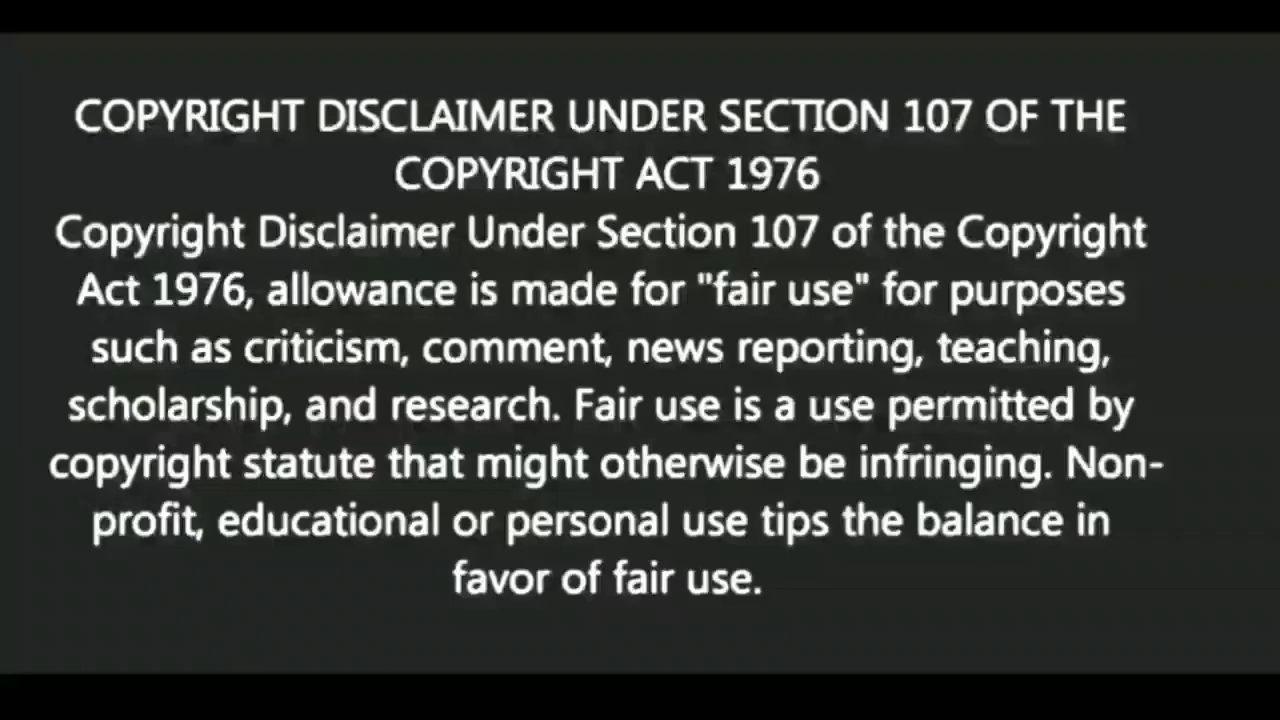 COPYRIGHT DISCLAIMER UNDER SECTION 107 OF THE
COPYRIGHT ACT 1976
Copyright Disclaimer Under Section 107 of the Copyright
Act 1976, allowance is made for "fair use" for purposes
such as criticism, comment, news reporting, teaching,
scholarship, and research. Fair use is a use permitted by
copyright statute that might otherwise be infringing. Non-
profit, educational or personal use tips the balance in
favor of fair use.